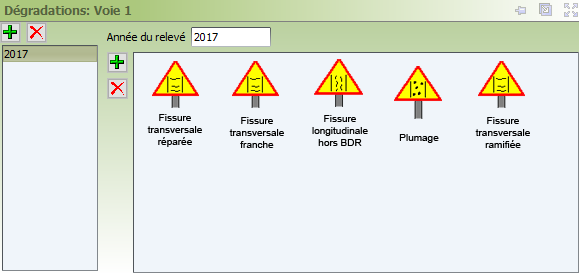 Dégradations: Voie 1
Année du relevé 2017
2017
Fissure
transversale
réparée
Fissure
transversale
franche
Fissure
longitudinale
hors BDR
Plumage
Fissure
transversale
ramifiée